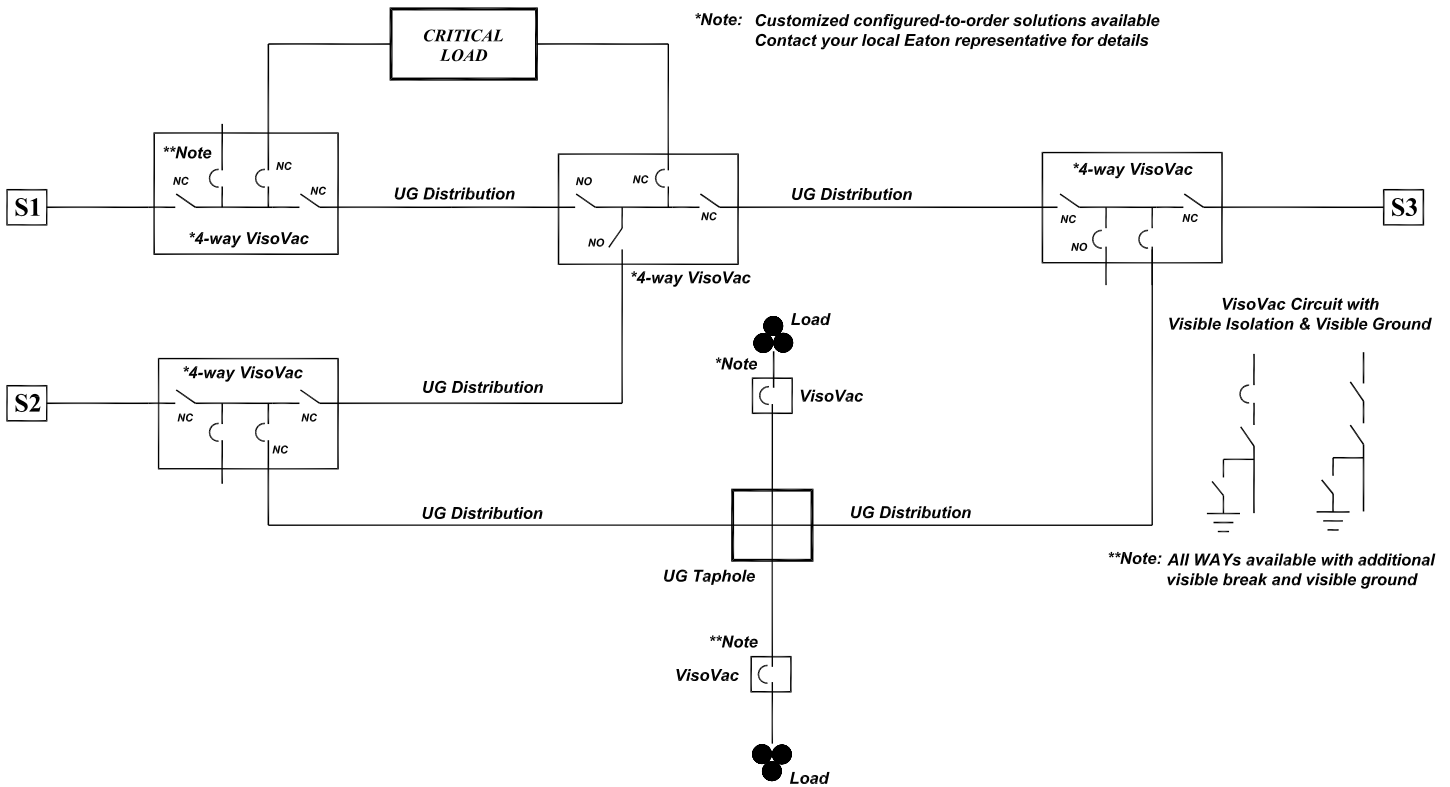 *Note: Customized configured-to-order solutions available
Contact your local Eaton representative for details
CRITICAL
LOAD
**Note
NC
NC
NC
S1
*4-way VisoVac
UG Distribution
NO
NC
NC
NO
*4-way VisoVac
UG Distribution
*4-way VisoVac
NC
NC
NO
S3
S2
*4-way VisoVac
NC
NC
NC
UG Distribution
Load
*Note
VisoVac
VisoVac Circuit with
Visible Isolation & Visible Ground
UG Distribution
UG Distribution
UG Taphole
**Note: All WAYs available with additional
visible break and visible ground
**Note
VisoVac
Load